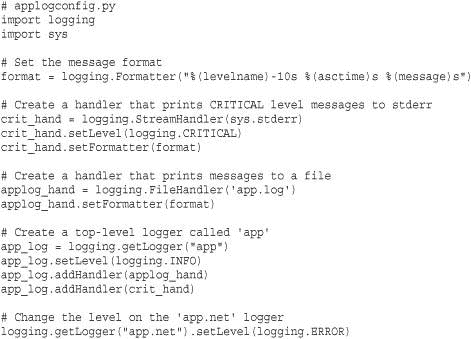 # applogconfig.py
import logging
import sys
# Set the message format
format = logging.Formatter("%(levelname)-10s %(asctime)s %(message)s")
# Create a handler that prints CRITICAL level messages to stderr
crit_hand = logging.StreamHandler(sys.stderr)
crit_hand.setLevel(logging.CRITICAL)
crit_hand.setFormatter(format)
# Create a handler that prints messages to a file
applog_hand = logging.FileHandler('app.log')
applog_hand.setFormatter(format)
# Create a top-level logger called 'app'
app_log = logging.getLogger("app")
app_log.setLevel(logging.INFO)
app_log.addHandler(applog_hand)
app_log.addHandler(crit_hand)
# Change the level on the 'app.net' logger
logging.getLogger("app.net").setLevel(logging.ERROR)